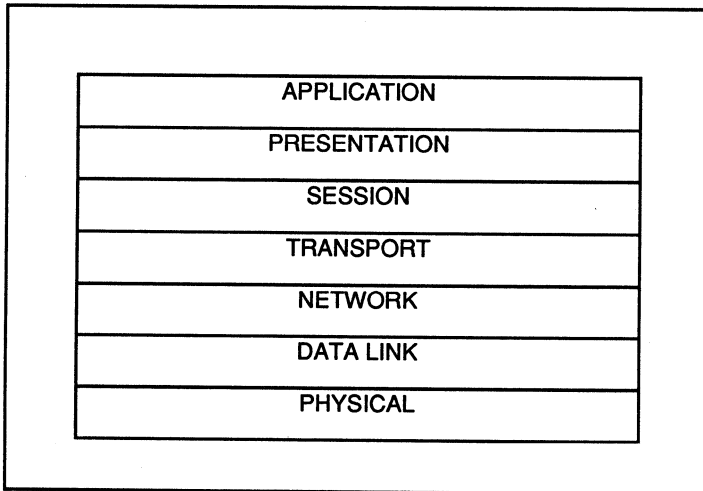 APPLICATION
PRESENTATION
SESSION
TRANSPORT
NETWORK
DATA LINK
PHYSICAL